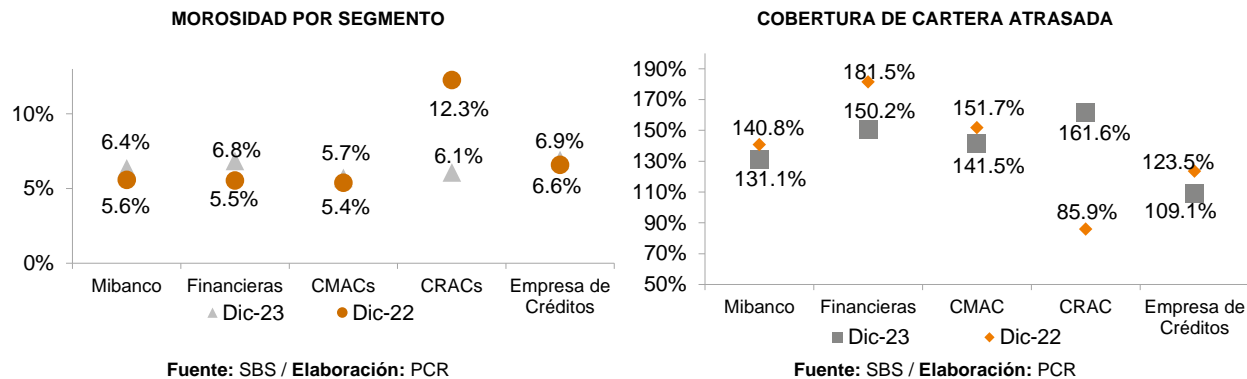 MOROSIDAD POR SEGMENTO
10%
5%
0%
6.4%
5.6%
6.8%
5.5%
5.7%
5.4%
12.3%
6.1%
6.9%
6.6%
Mibanco
Financieras
CMACs
CRACs
Empresa de
Créditos
Dic-23
Dic-22
Fuente: SBS / Elaboración: PCR
COBERTURA DE CARTERA ATRASADA
190%
170%
150%
130%
110%
90%
70%
50%
140.8%
131.1%
181.5%
150.2%
151.7%
141.5%
161.6%
85.9%
123.5%
109.1%
Mibanco
Financieras
CMAC
CRAC
Empresa de
Créditos
Dic-23
Dic-22
Fuente: SBS / Elaboración: PCR